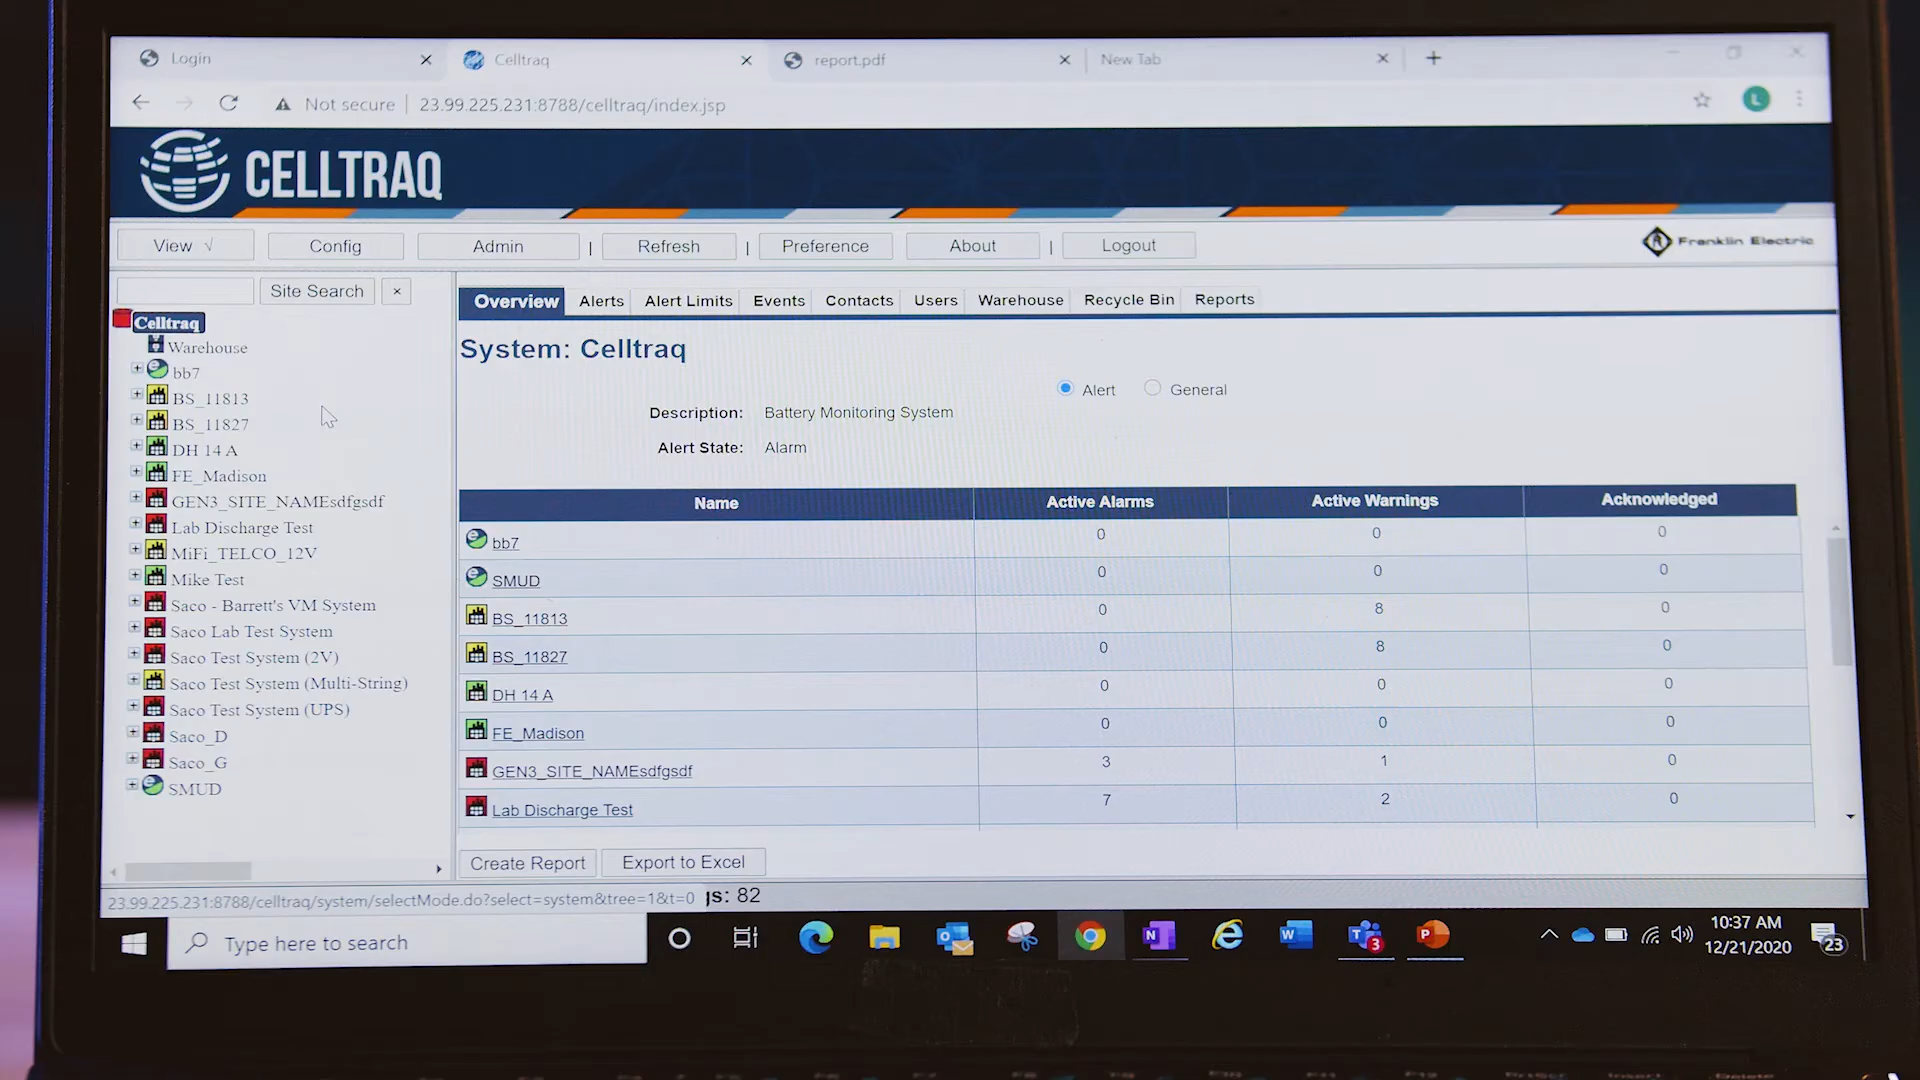 Login
Celltraq
report.pdf
New Tab
Not secure
23.99.225.231:8788/celltraq/index.jsp
L
CELLTRAQ
View √
Config
Admin
|
Refresh
|
Preference
About
|
Logout
Franklin Electric
Site Search
×
Celltraq
Warehouse
bb7
BS_11813
BS_11827
DH 14 A
FE_Madison
GEN3_SITE_NAMEsdfgsdf
Lab Discharge Test
MiFi_TELCO_12V
Mike Test
Saco - Barrett's VM System
Saco Lab Test System
Saco Test System (2V)
Saco Test System (Multi-String)
Saco Test System (UPS)
Saco_D
Saco_G
SMUD
Overview Alerts Alert Limits Events Contacts Users Warehouse Recycle Bin Reports
System: Celltraq
Alert General
Description: Battery Monitoring System
Alert State: Alarm
Name Active Alarms Active Warnings Acknowledged
bb7 0 0 0
SMUD 0 0 0
BS_11813 0 8 0
BS_11827 0 8 0
DH 14 A 0 0 0
FE_Madison 0 0 0
GEN3_SITE_NAMEsdfgsdf 3 1 0
Lab Discharge Test 7 2 0
Create Report
Export to Excel
23.99.225.231:8788/celltraq/system/selectMode.do?select=system&tree=1&t=0
js: 82
Type here to search
3
10:37 AM
12/21/2020
23